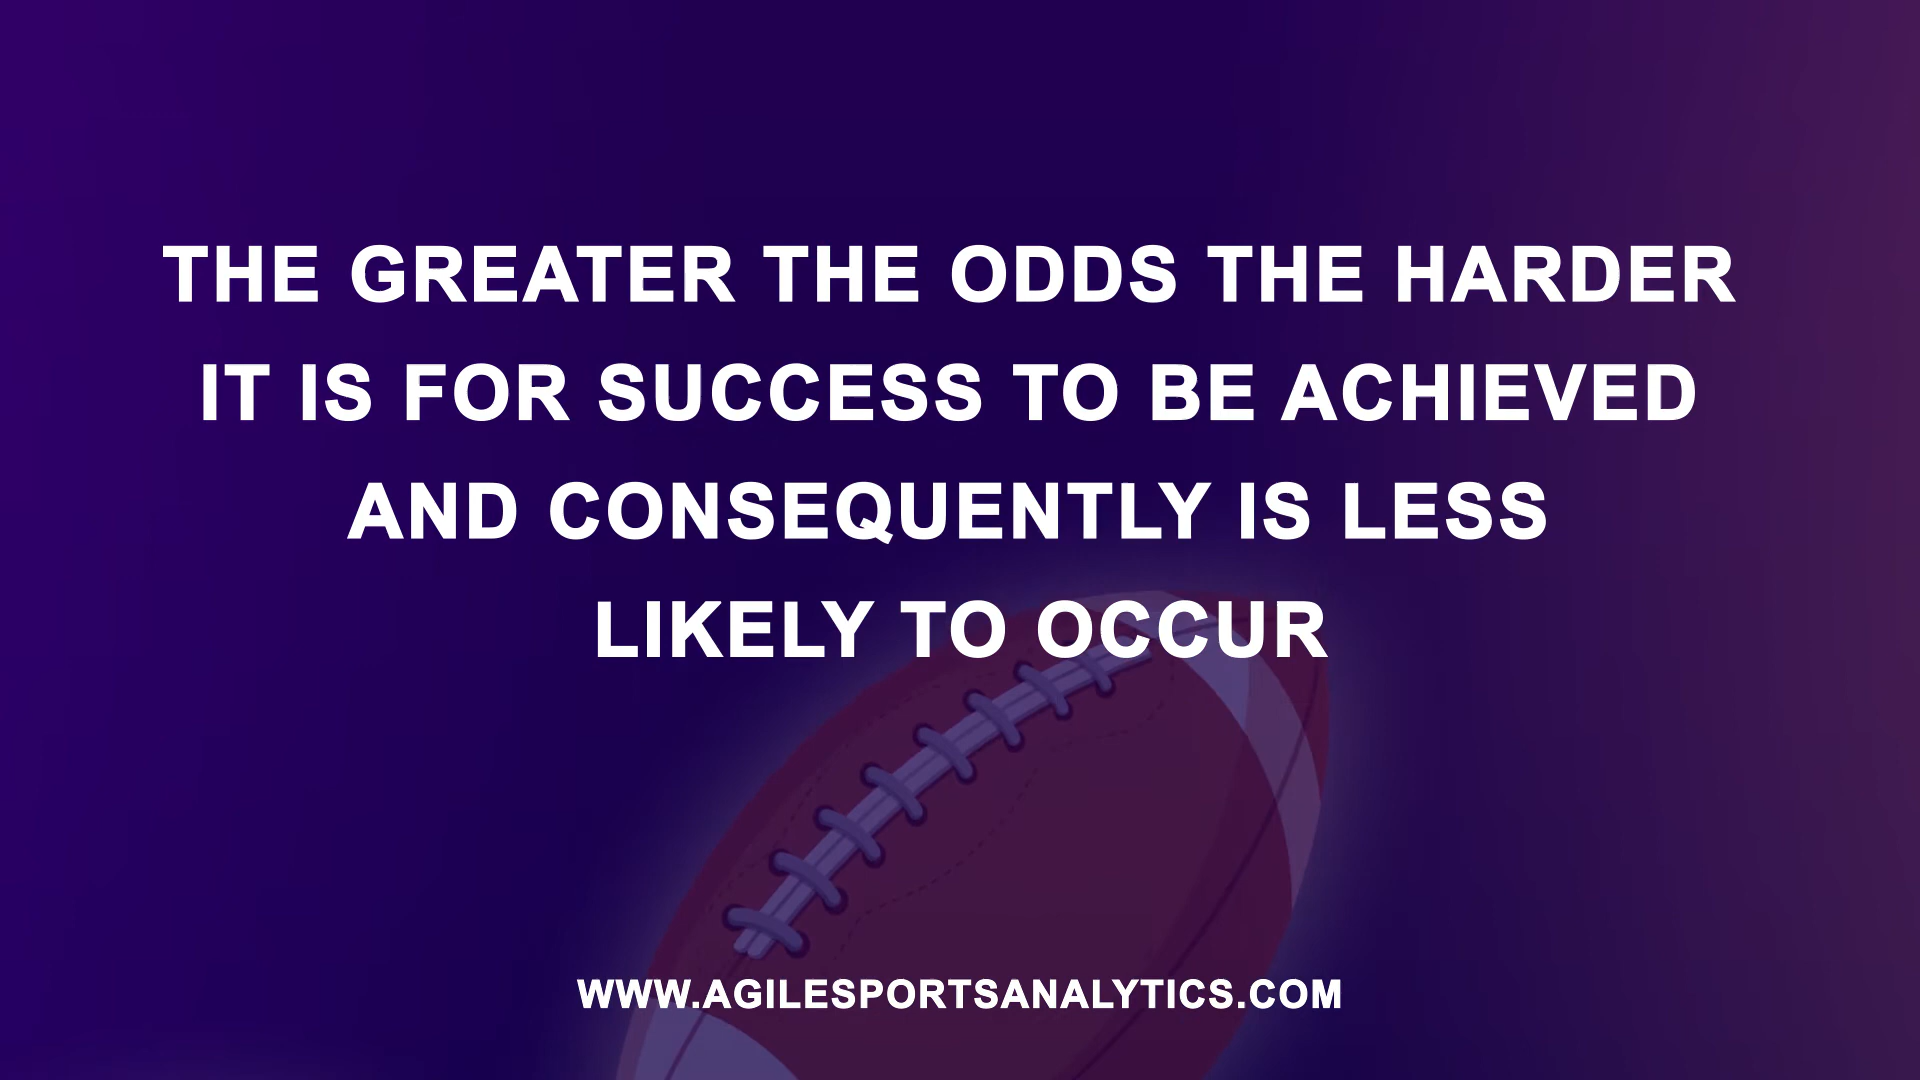 THE GREATER THE ODDS THE HARDER
IT IS FOR SUCCESS TO BE ACHIEVED
AND CONSEQUENTLY IS LESS
LIKELY TO OCCUR
WWW.AGILESPORTSANALYTICS.COM